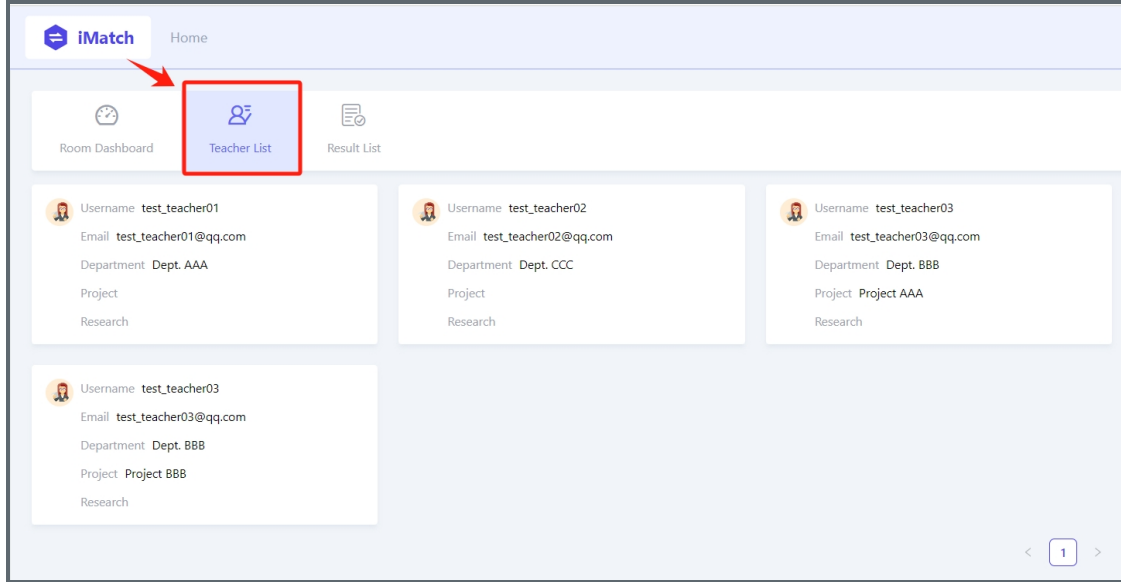 iMatch Home
Room Dashboard Teacher List Result List
Username test_teacher01
Email test_teacher01@qq.com
Department Dept. AAA
Project
Research
Username test_teacher02
Email test_teacher02@qq.com
Department Dept. CCC
Project
Research
Username test_teacher03
Email test_teacher03@qq.com
Department Dept. BBB
Project Project AAA
Research
Username test_teacher03
Email test_teacher03@qq.com
Department Dept. BBB
Project Project BBB
Research
< 1 >